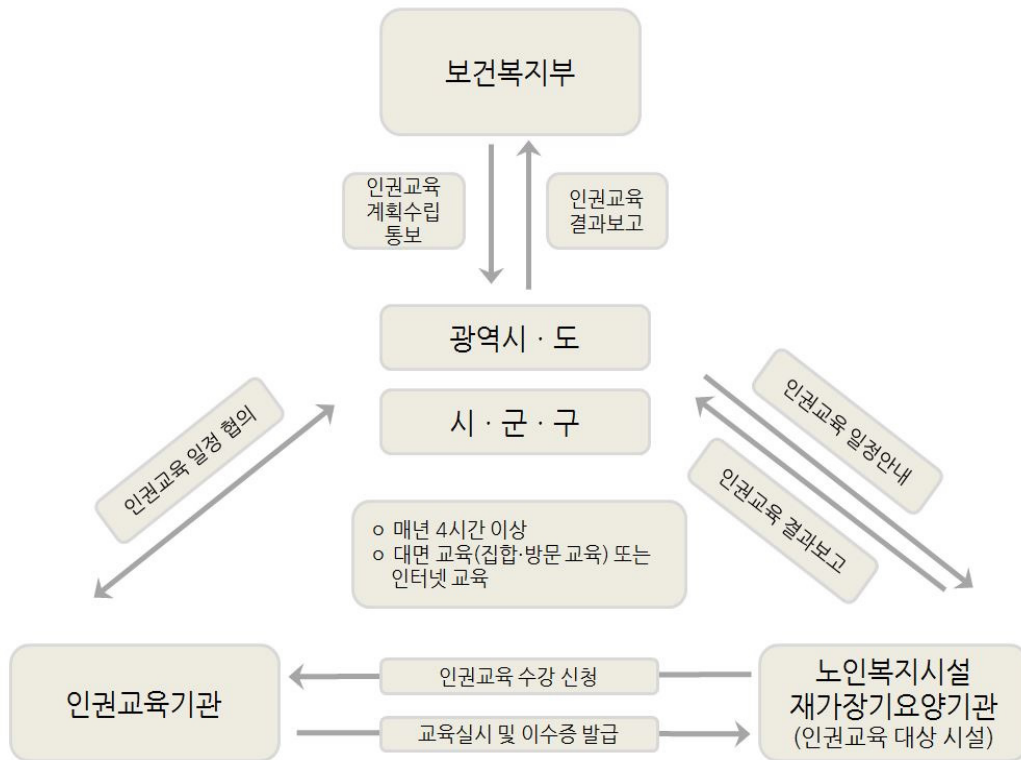 보건복지부
인권교육
계획수립
통보
인권교육
결과보고
광역시 · 도
시 · 군 · 구
인권교육 일정 협의
인권교육 일정안내
인권교육 결과보고
ㅇ 매년 4시간 이상
ㅇ 대면 교육(집합·방문 교육) 또는
인터넷 교육
인권교육기관
인권교육 수강 신청
교육실시 및 이수증 발급
노인복지시설
재가장기요양기관
(인권교육 대상 시설)